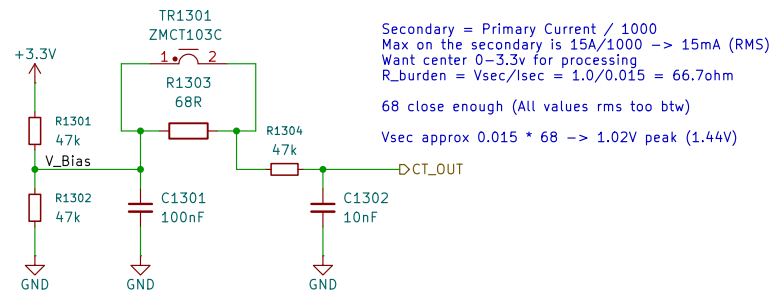 TR1301
ZMCT103C
+3.3V
1
2
R1303
68R
R1301
47k
R1304
47k
V_Bias
CT_OUT
R1302
47k
C1301
100nF
C1302
10nF
GND
GND
GND
Secondary = Primary Current / 1000
Max on the secondary is 15A/1000 -> 15mA (RMS)
Want center 0-3.3v for processing
R_burden = Vsec/Isec = 1.0/0.015 = 66.7ohm
68 close enough (All values rms too btw)
Vsec approx 0.015 * 68 -> 1.02V peak (1.44V)